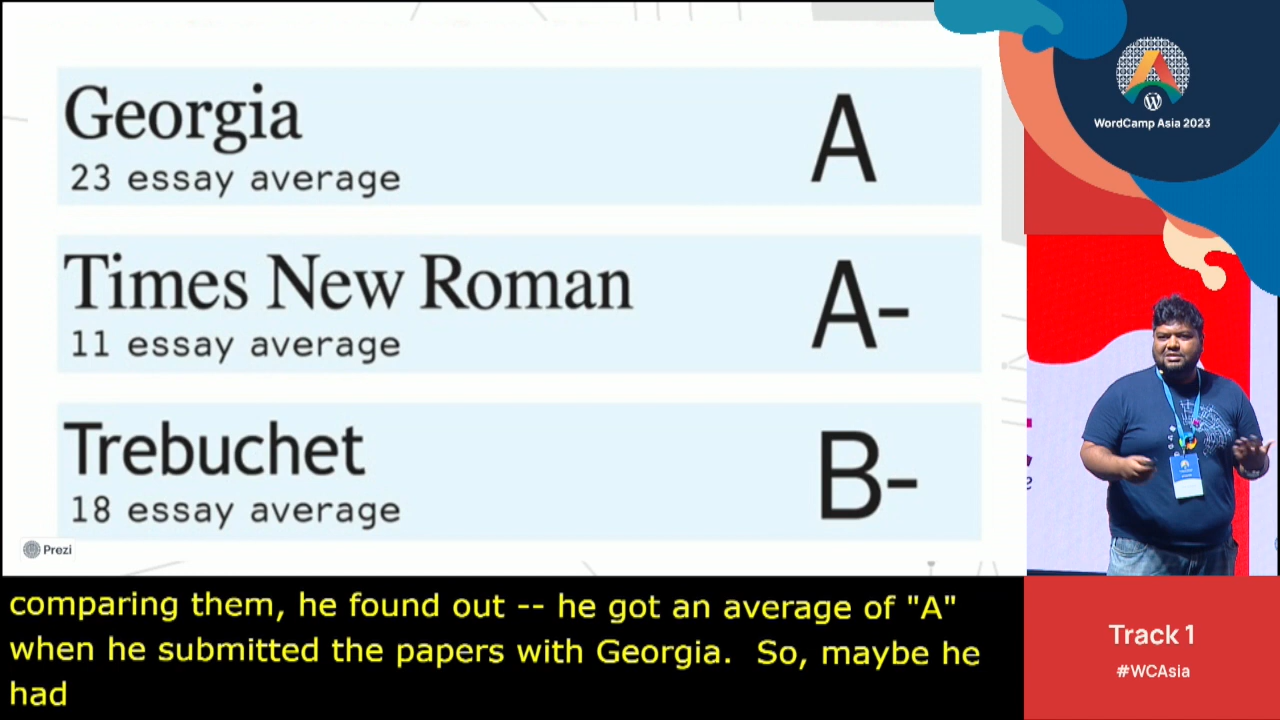 Georgia
23 essay average
A
Times New Roman
11 essay average
A-
Trebuchet
18 essay average
B-
Prezi
WordCamp Asia 2023
comparing them, he found out -- he got an average of "A"
when he submitted the papers with Georgia.  So, maybe he
had
Track 1
#WCAsia